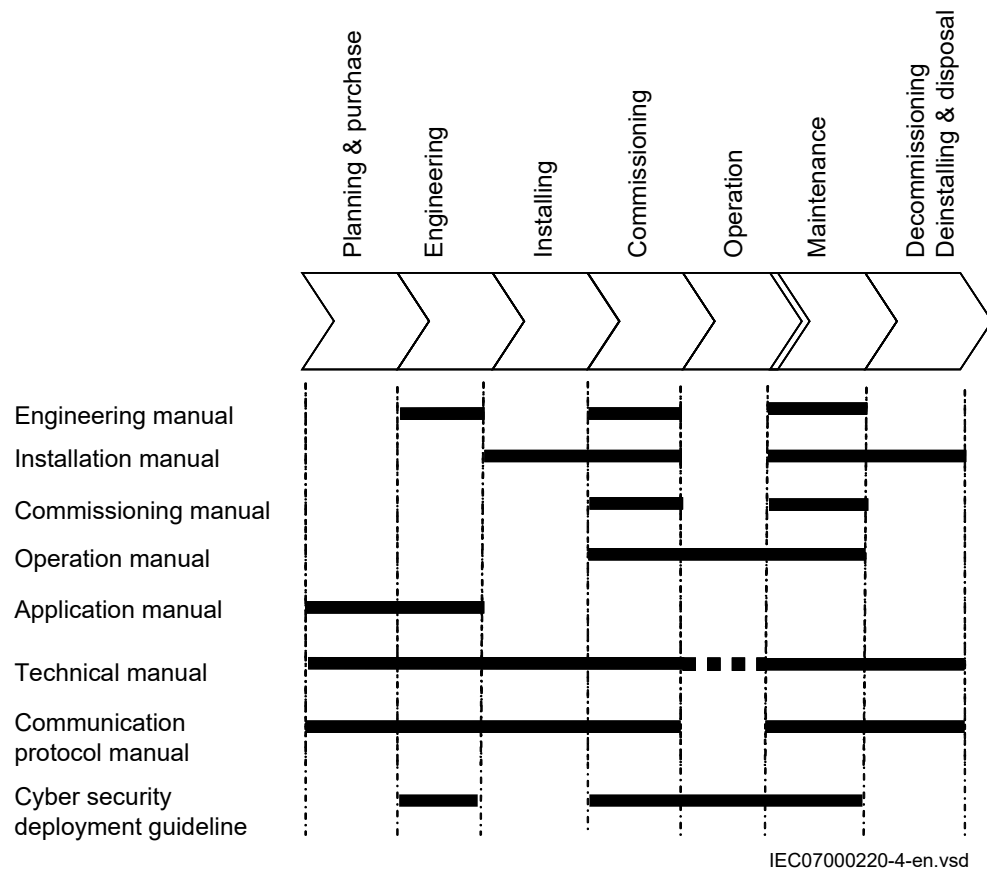 Planning & purchase
Engineering
Installing
Commissioning
Operation
Maintenance
Decommissioning
Deinstalling & disposal
Engineering manual
Installation manual
Commissioning manual
Operation manual
Application manual
Technical manual
Communication
protocol manual
Cyber security
deployment guideline
IEC07000220-4-en.vsd